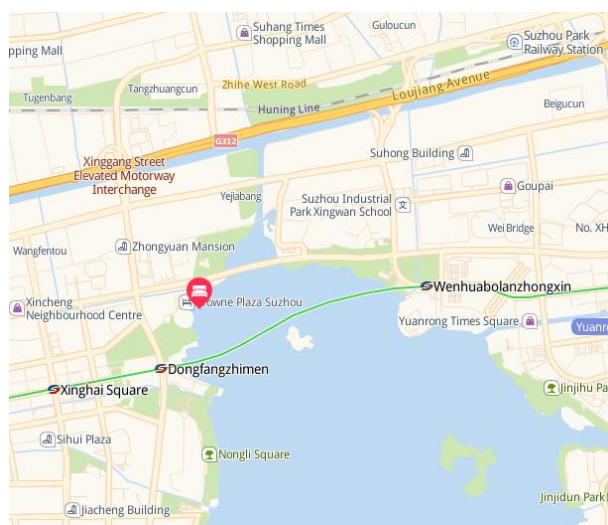 Guloucun
Suhang Times
Shopping Mall
Suzhou Park
Railway Station
pping Mall
Zhihe West Road
Tangzhuangcun
Tugenbang
Loujiang Avenue
Huning Line
Beigucun
G312
Xinggang Street
Elevated Motorway
Interchange
Suhong Building
Goupai
Yejiabang
Suzhou Industrial
Park Xingwan School
Wei Bridge
No. XH
Wangfentou
Zhongyuan Mansion
Wenhuabolanzhongxin
Xincheng
Neighbourhood Centre
rowne Plaza Suzhou
Yuanrong Times Square
Yuanro
Dongfangzhimen
Xinghai Square
Jinjihu Pa
Sihui Plaza
Nongli Square
Jinjidun Park
Jiacheng Building